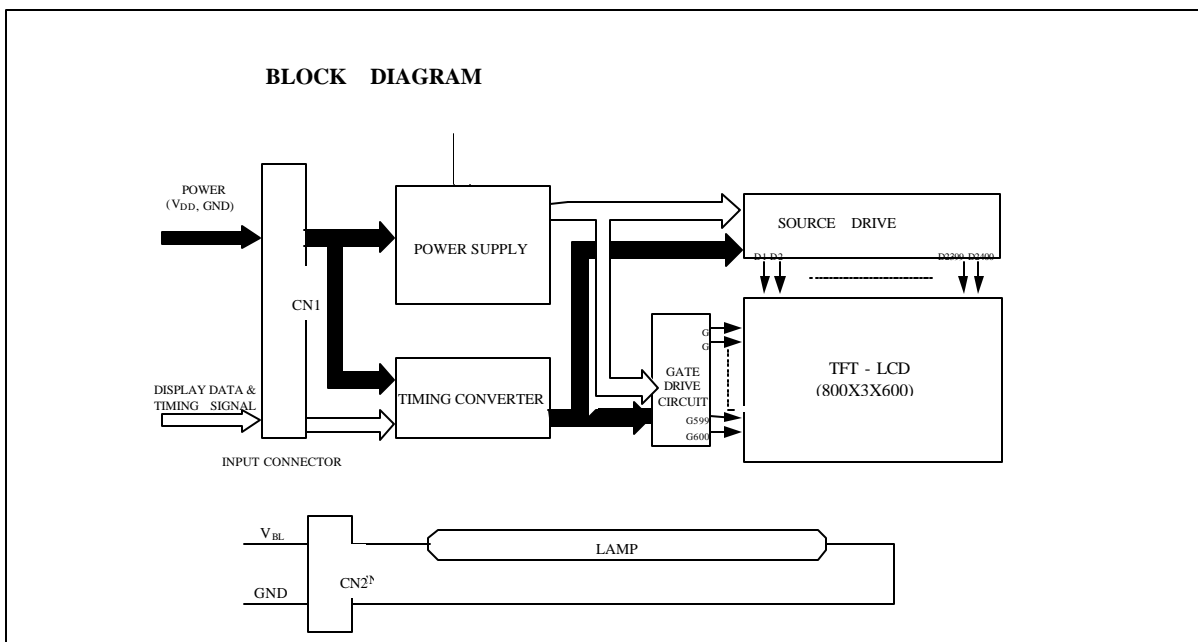 BLOCK DIAGRAM
POWER
(VDD, GND)
POWER SUPPLY
SOURCE DRIVE
D1 D2
D2399 D2400
CN1
G
G
GATE
DRIVE
CIRCUIT
G599
G600
TFT - LCD
(800X3X600)
DISPLAY DATA &
TIMING SIGNAL
TIMING CONVERTER
INPUT CONNECTOR
VBL
LAMP
GND
CN2